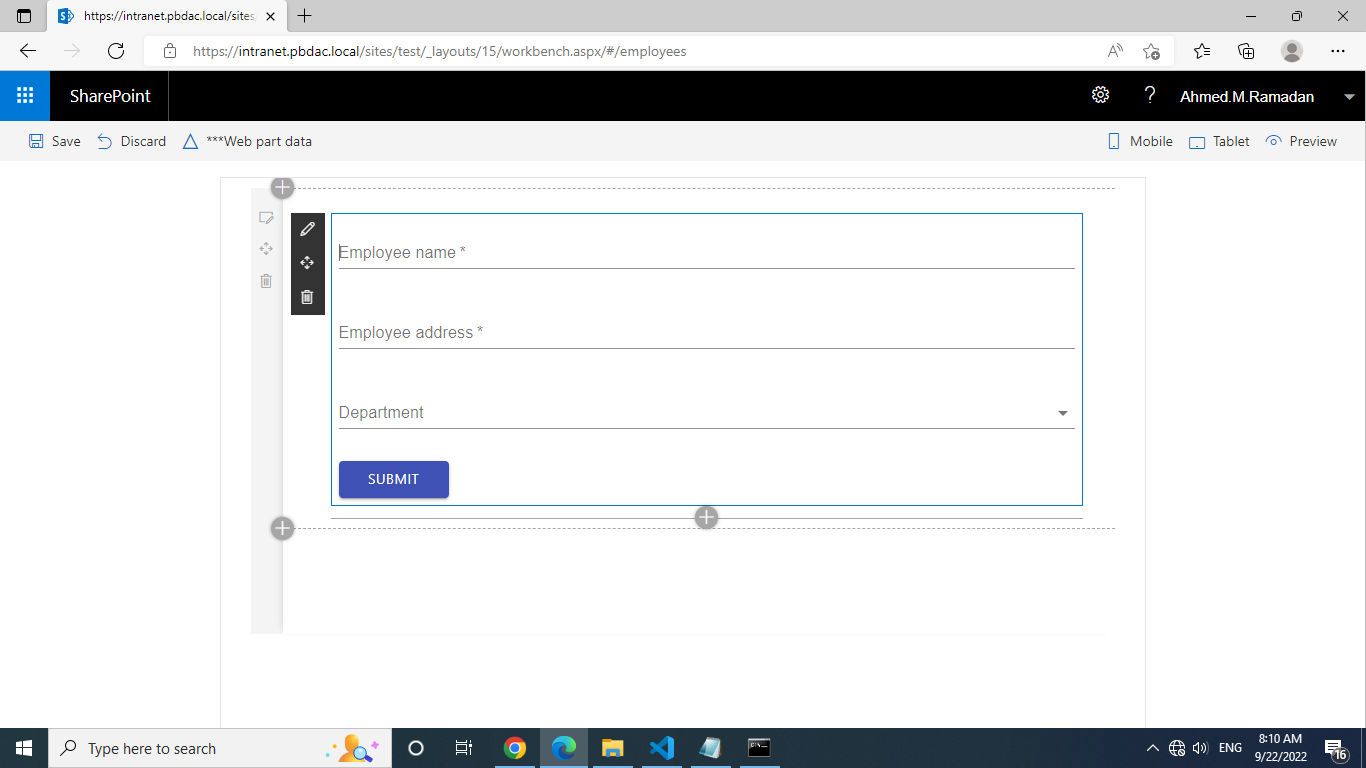 https://intranet.pbdac.local/sites
https://intranet.pbdac.local/sites/test/_layouts/15/workbench.aspx/#/employees
SharePoint
? Ahmed.M.Ramadan
Save Discard ***Web part data Mobile Tablet Preview
Employee name *
Employee address *
Department
SUBMIT
Type here to search
ENG
8:10 AM
9/22/2022
16